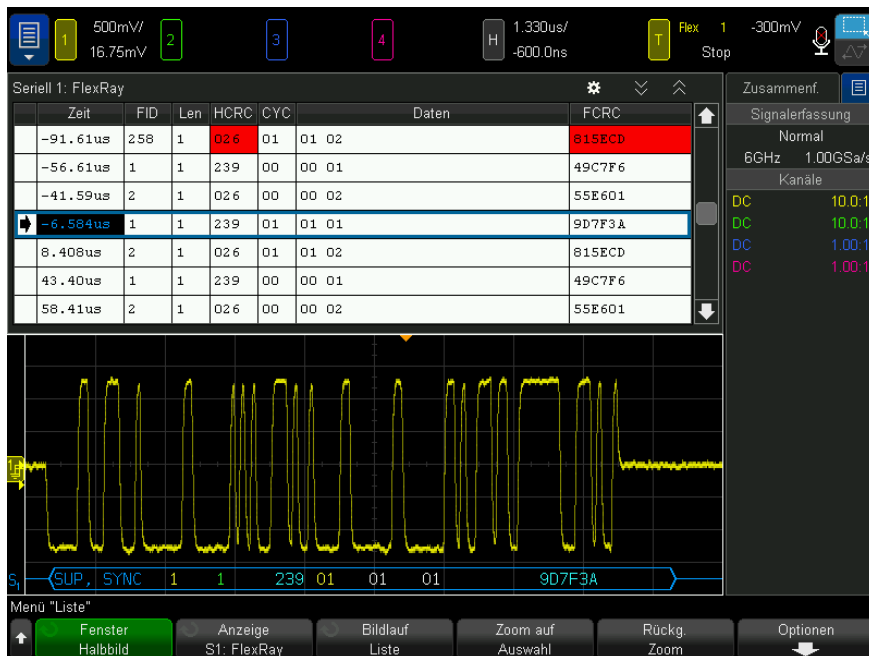 1 500mV/ 2 3 4 H 1.330us/ T Flex 1 -300mV
16.75mV -600.0ns Stop
Seriell 1: FlexRay
Zeit FID Len HCRC CYC Daten FCRC
-91.61us 258 1 026 01 01 02 815ECD
-56.61us 1 1 239 00 00 01 49C7F6
-41.59us 2 1 026 00 00 02 55E601
-6.584us 1 1 239 01 01 01 9D7F3A
8.408us 2 1 026 01 01 02 815ECD
43.40us 1 1 239 00 00 01 49C7F6
58.41us 2 1 026 00 00 02 55E601
Zusammenf.
Signalerfassung
Normal
6GHz 1.00GSa/s
Kanäle
DC 10.0:1
DC 10.0:1
DC 1.00:1
DC 1.00:1
1
S1 SUP, SYNC 1 1 239 01 01 01 9D7F3A
Menü "Liste"
Fenster
Halbbild
Anzeige
S1: FlexRay
Bildlauf
Liste
Zoom auf
Auswahl
Rückg.
Zoom
Optionen